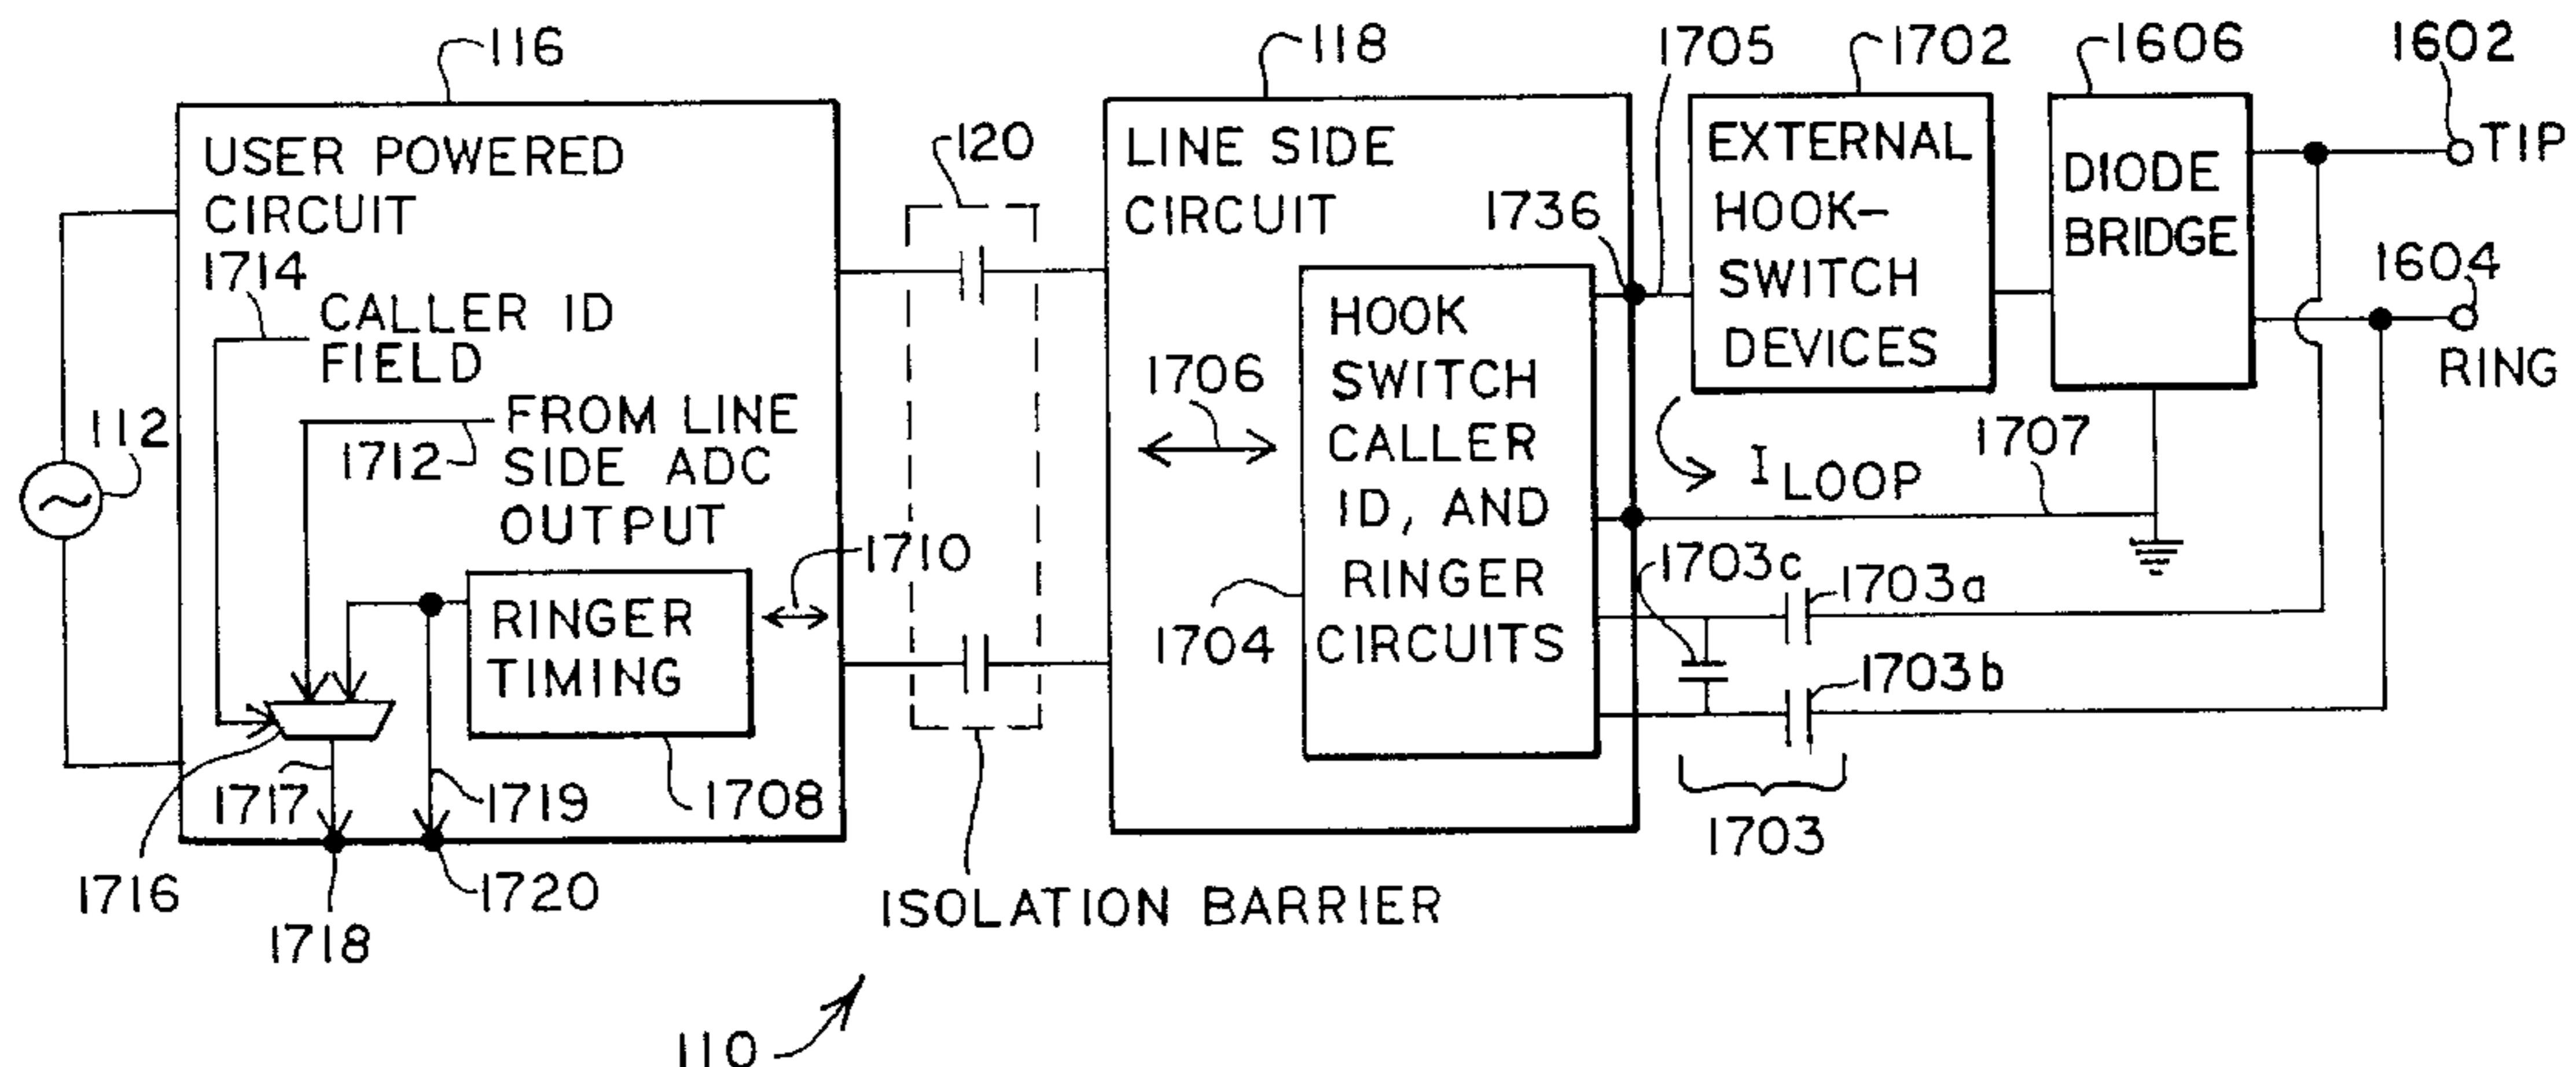 116
118
1705
1702
1606
1602
USER POWERED
CIRCUIT
1714
CALLER ID
FIELD
FROM LINE
SIDE ADC
OUTPUT
1712
112
1710
RINGER
TIMING
1717
1719
1708
1716
1718
1720
120
ISOLATION BARRIER
LINE SIDE
CIRCUIT
1736
1706
HOOK
SWITCH
CALLER
ID, AND
RINGER
CIRCUITS
1704
EXTERNAL
HOOK-
SWITCH
DEVICES
DIODE
BRIDGE
TIP
1604
RING
I LOOP
1707
1703c
1703a
1703b
1703
110